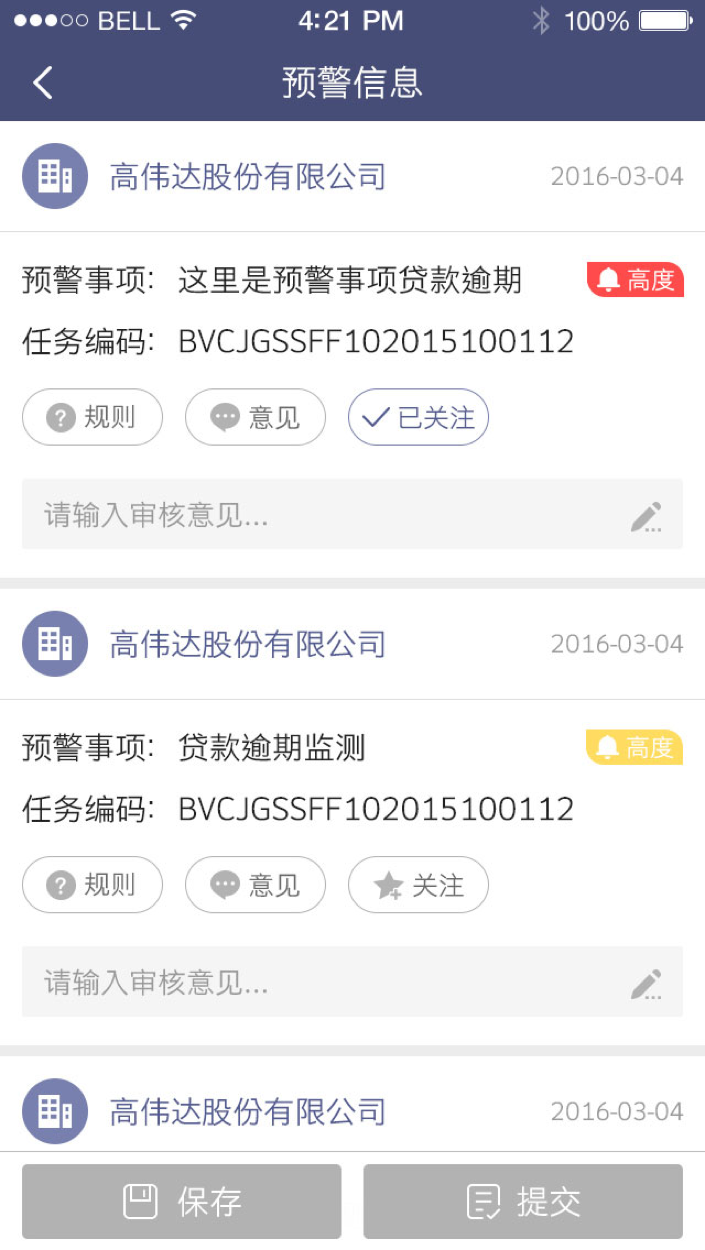 BELL 4:21 PM 100%
预警信息
高伟达股份有限公司 2016-03-04
预警事项: 这里是预警事项贷款逾期 高度
任务编码: BVCJGSSFF102015100112
规则 意见 已关注
请输入审核意见...
高伟达股份有限公司 2016-03-04
预警事项: 贷款逾期监测 高度
任务编码: BVCJGSSFF102015100112
规则 意见 关注
请输入审核意见...
高伟达股份有限公司 2016-03-04
保存 提交